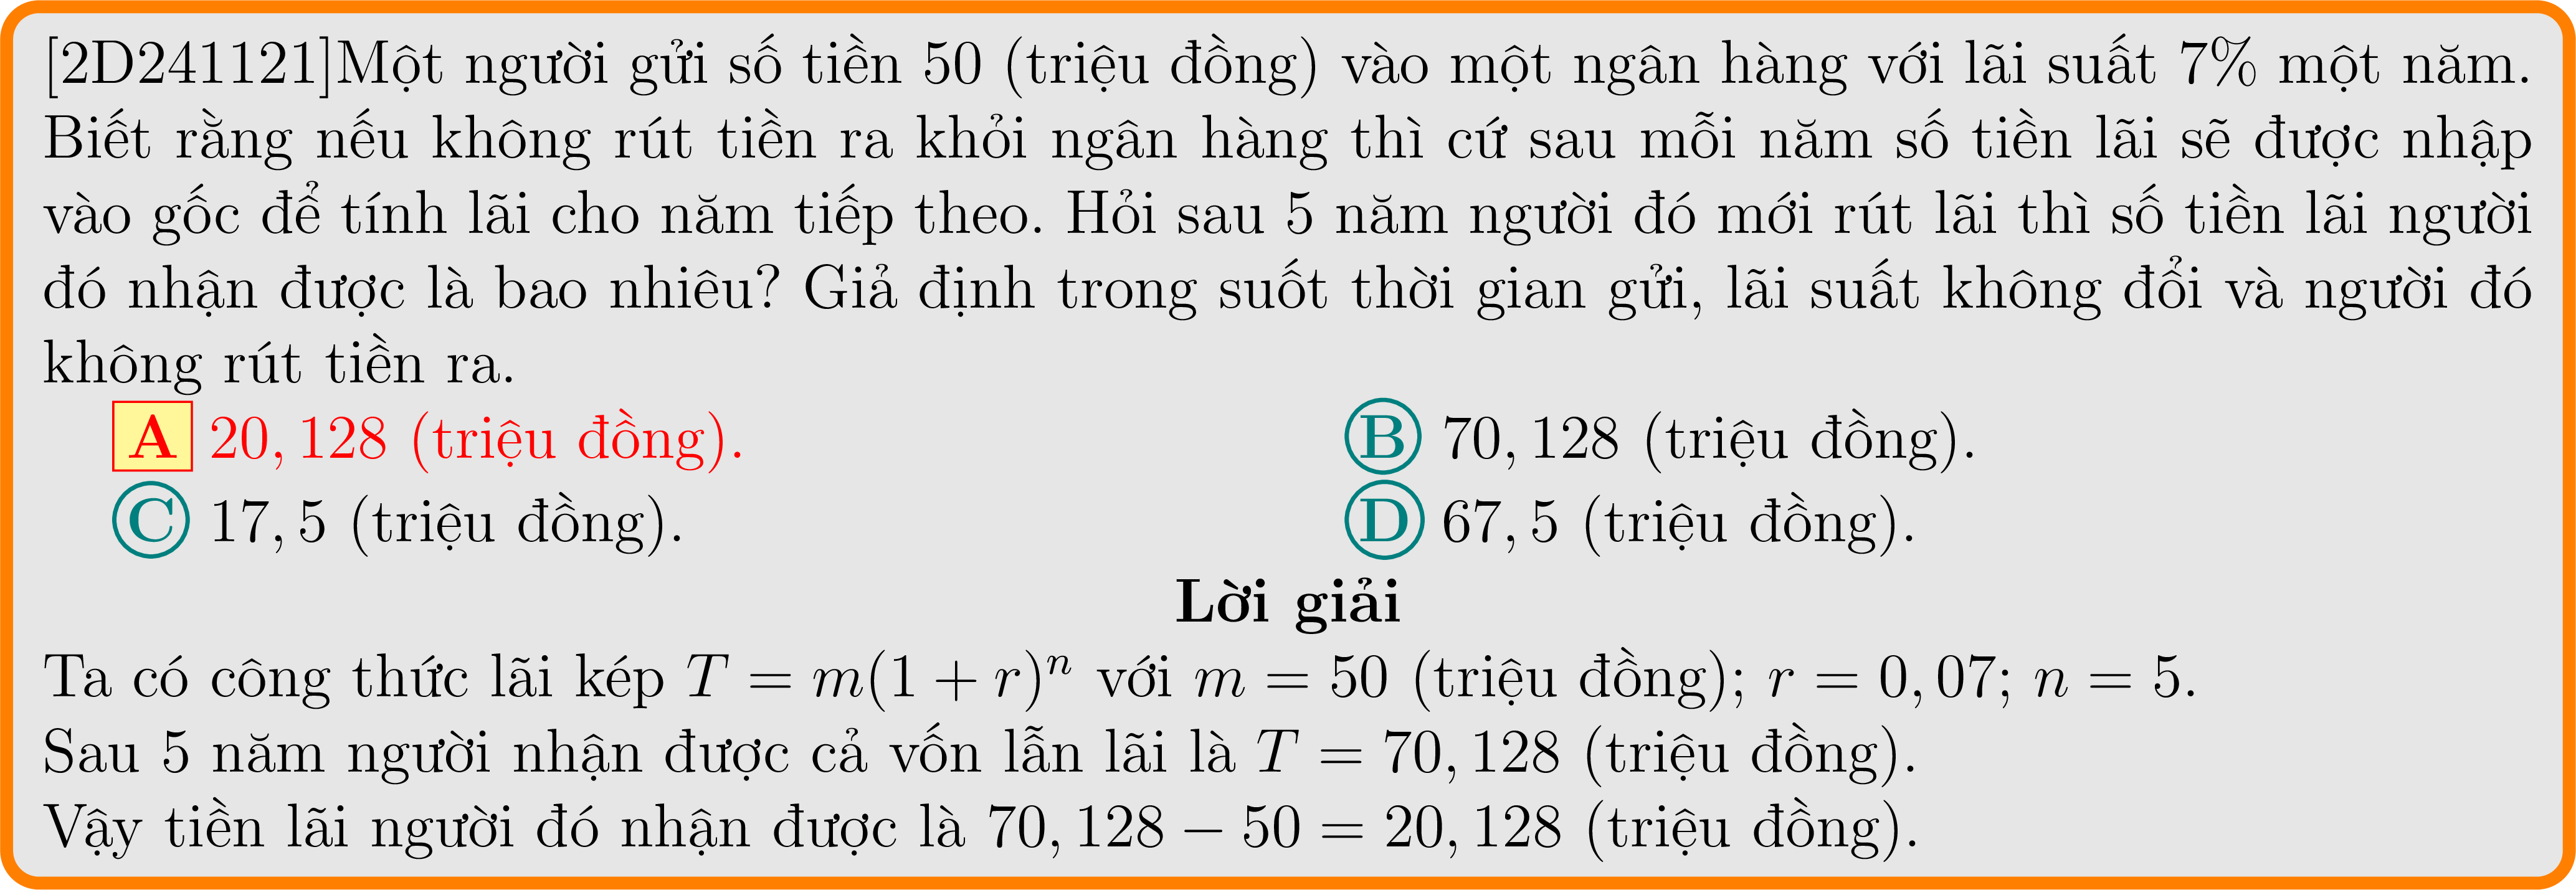 [2D241121]Một người gửi số tiền 50 (triệu đồng) vào một ngân hàng với lãi suất 7% một năm.
Biết rằng nếu không rút tiền ra khỏi ngân hàng thì cứ sau mỗi năm số tiền lãi sẽ được nhập
vào gốc để tính lãi cho năm tiếp theo. Hỏi sau 5 năm người đó mới rút lãi thì số tiền lãi người
đó nhận được là bao nhiêu? Giả định trong suốt thời gian gửi, lãi suất không đổi và người đó
không rút tiền ra.
A 20, 128 (triệu đồng). B 70, 128 (triệu đồng).
C 17, 5 (triệu đồng). D 67, 5 (triệu đồng).
Lời giải
Ta có công thức lãi kép T = m(1 + r)ⁿ với m = 50 (triệu đồng); r = 0, 07; n = 5.
Sau 5 năm người nhận được cả vốn lẫn lãi là T = 70, 128 (triệu đồng).
Vậy tiền lãi người đó nhận được là 70, 128 − 50 = 20, 128 (triệu đồng).